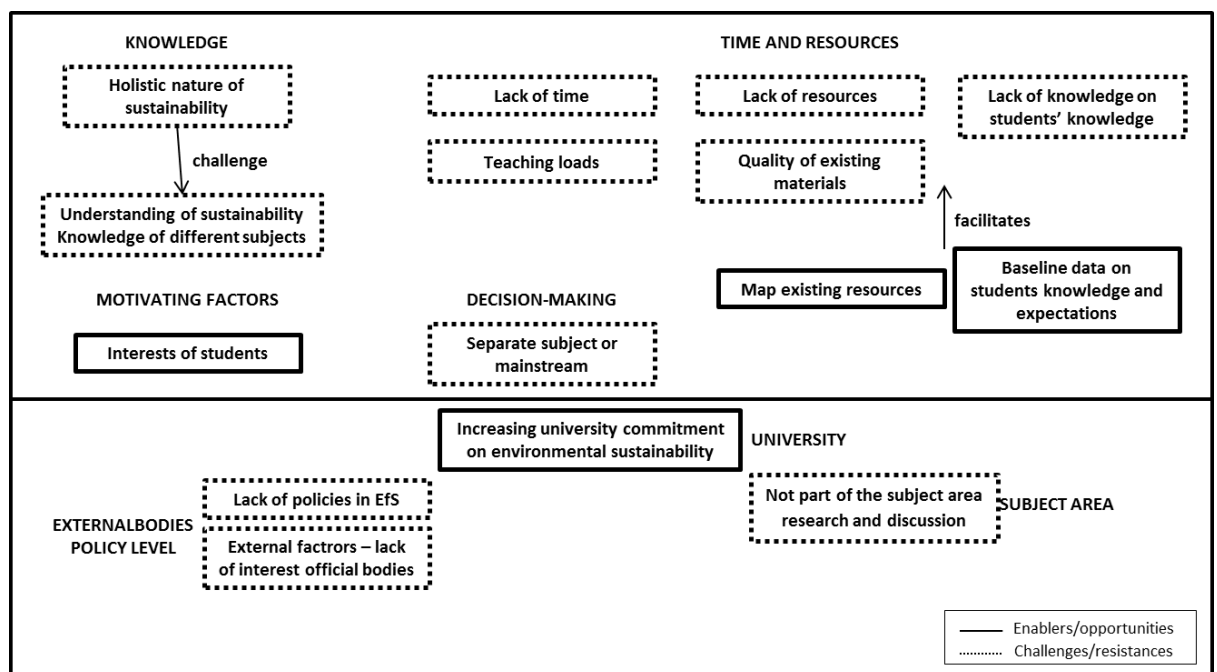 KNOWLEDGE
Holistic nature of
sustainability
challenge
Understanding of sustainability
Knowledge of different subjects
MOTIVATING FACTORS
Interests of students
TIME AND RESOURCES
Lack of time
Lack of resources
Lack of knowledge on
students’ knowledge
Teaching loads
Quality of existing
materials
facilitates
Map existing resources
Baseline data on
students knowledge and
expectations
DECISION-MAKING
Separate subject or
mainstream
Increasing university commitment
on environmental sustainability
UNIVERSITY
Lack of policies in EfS
EXTERNALBODIES
POLICY LEVEL
External factrors – lack
of interest official bodies
Not part of the subject area
research and discussion
SUBJECT AREA
Enablers/opportunities
Challenges/resistances